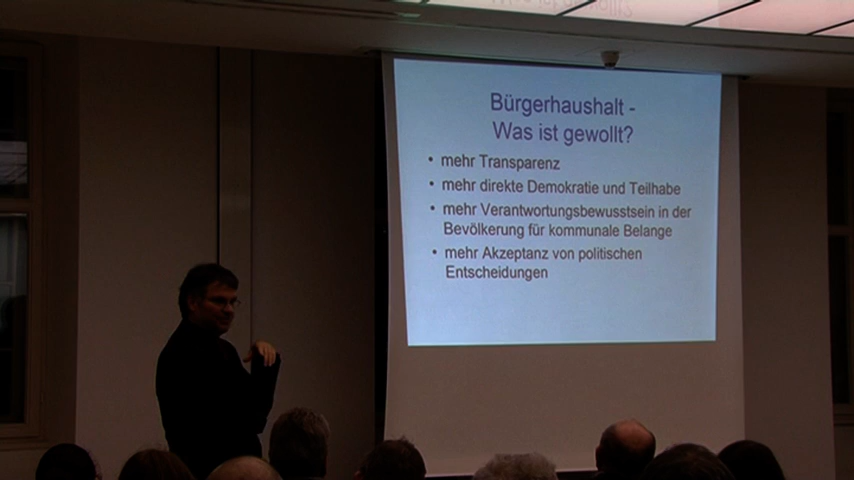 Bürgerhaushalt -
Was ist gewollt?
• mehr Transparenz
• mehr direkte Demokratie und Teilhabe
• mehr Verantwortungsbewusstsein in der
Bevölkerung für kommunale Belange
• mehr Akzeptanz von politischen
Entscheidungen